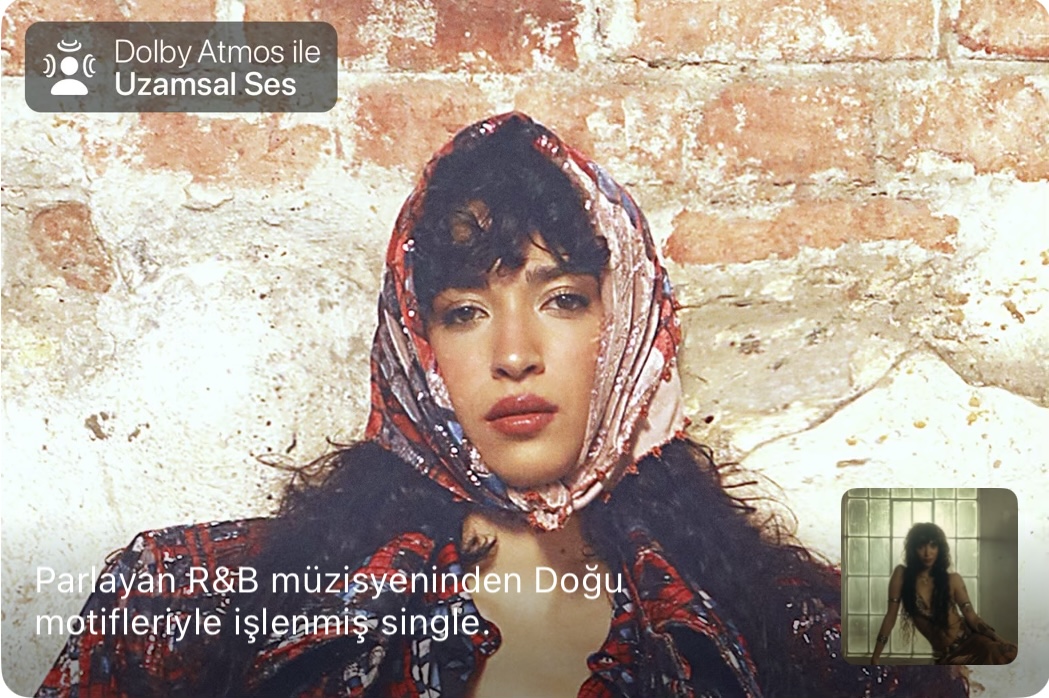 Dolby Atmos ile
Uzamsal Ses
Parlayan R&B müzisyeninden Doğu
motifleriyle işlenmiş single.